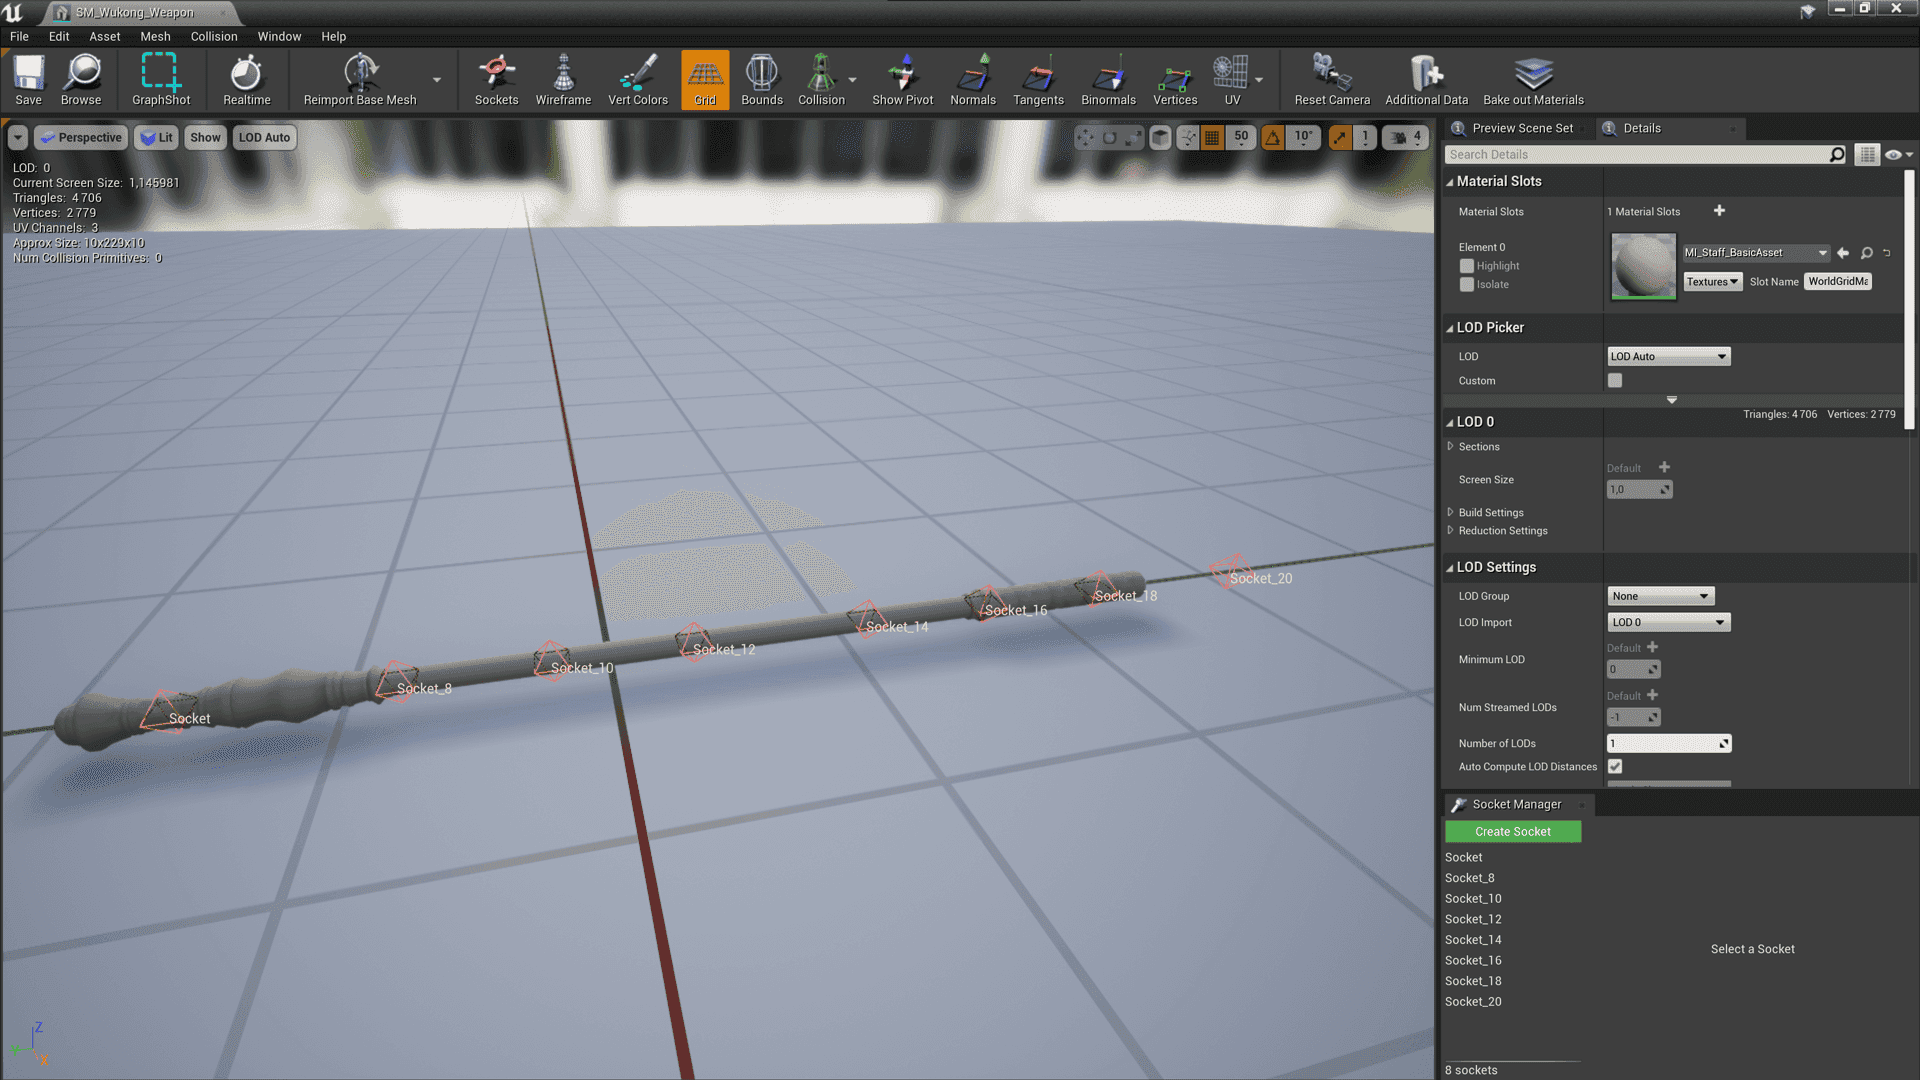 SM_Wukong_Weapon
File Edit Asset Mesh Collision Window Help
Save Browse GraphShot Realtime Reimport Base Mesh Sockets Wireframe Vert Colors Grid Bounds Collision Show Pivot Normals Tangents Binormals Vertices UV Reset Camera Additional Data Bake out Materials
Perspective Lit Show LOD Auto 50 10° 1 4
LOD: 0
Current Screen Size: 1,145981
Triangles: 4 706
Vertices: 2 779
UV Channels: 3
Approx Size: 10x229x10
Num Collision Primitives: 0
Socket_20
Socket_18
Socket_16
Socket_14
Socket_12
Socket_10
Socket_8
Socket
Z
X
Preview Scene Set Details
Search Details
Material Slots
Material Slots 1 Material Slots
Element 0
Highlight
Isolate
MI_Staff_BasicAsset
Textures Slot Name WorldGridMa
LOD Picker
LOD LOD Auto
Custom
LOD 0 Triangles: 4 706 Vertices: 2 779
Sections
Screen Size Default
1,0
Build Settings
Reduction Settings
LOD Settings
LOD Group None
LOD Import LOD 0
Minimum LOD Default
0
Num Streamed LODs Default
-1
Number of LODs 1
Auto Compute LOD Distances
Socket Manager
Create Socket
Socket
Socket_8
Socket_10
Socket_12
Socket_14
Socket_16
Socket_18
Socket_20
Select a Socket
8 sockets